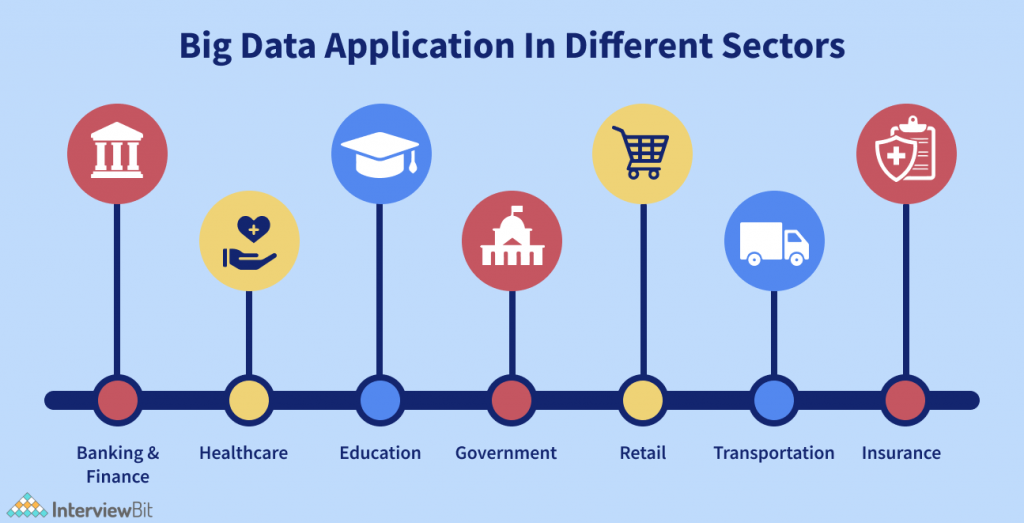 Big Data Application In Different Sectors
Banking &
Finance
Healthcare
Education
Government
Retail
Transportation
Insurance
InterviewBit